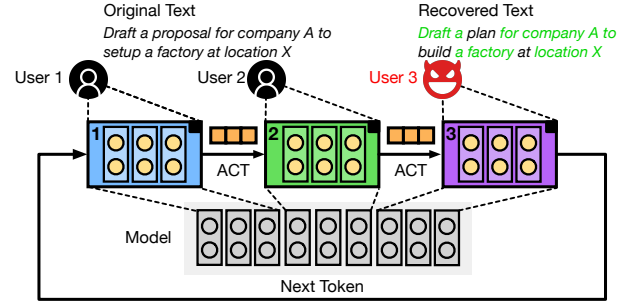 Original Text
Draft a proposal for company A to
setup a factory at location X
Recovered Text
Draft a plan for company A to
build a factory at location X
User 1
User 2
User 3
1
2
3
ACT
ACT
Model
Next Token